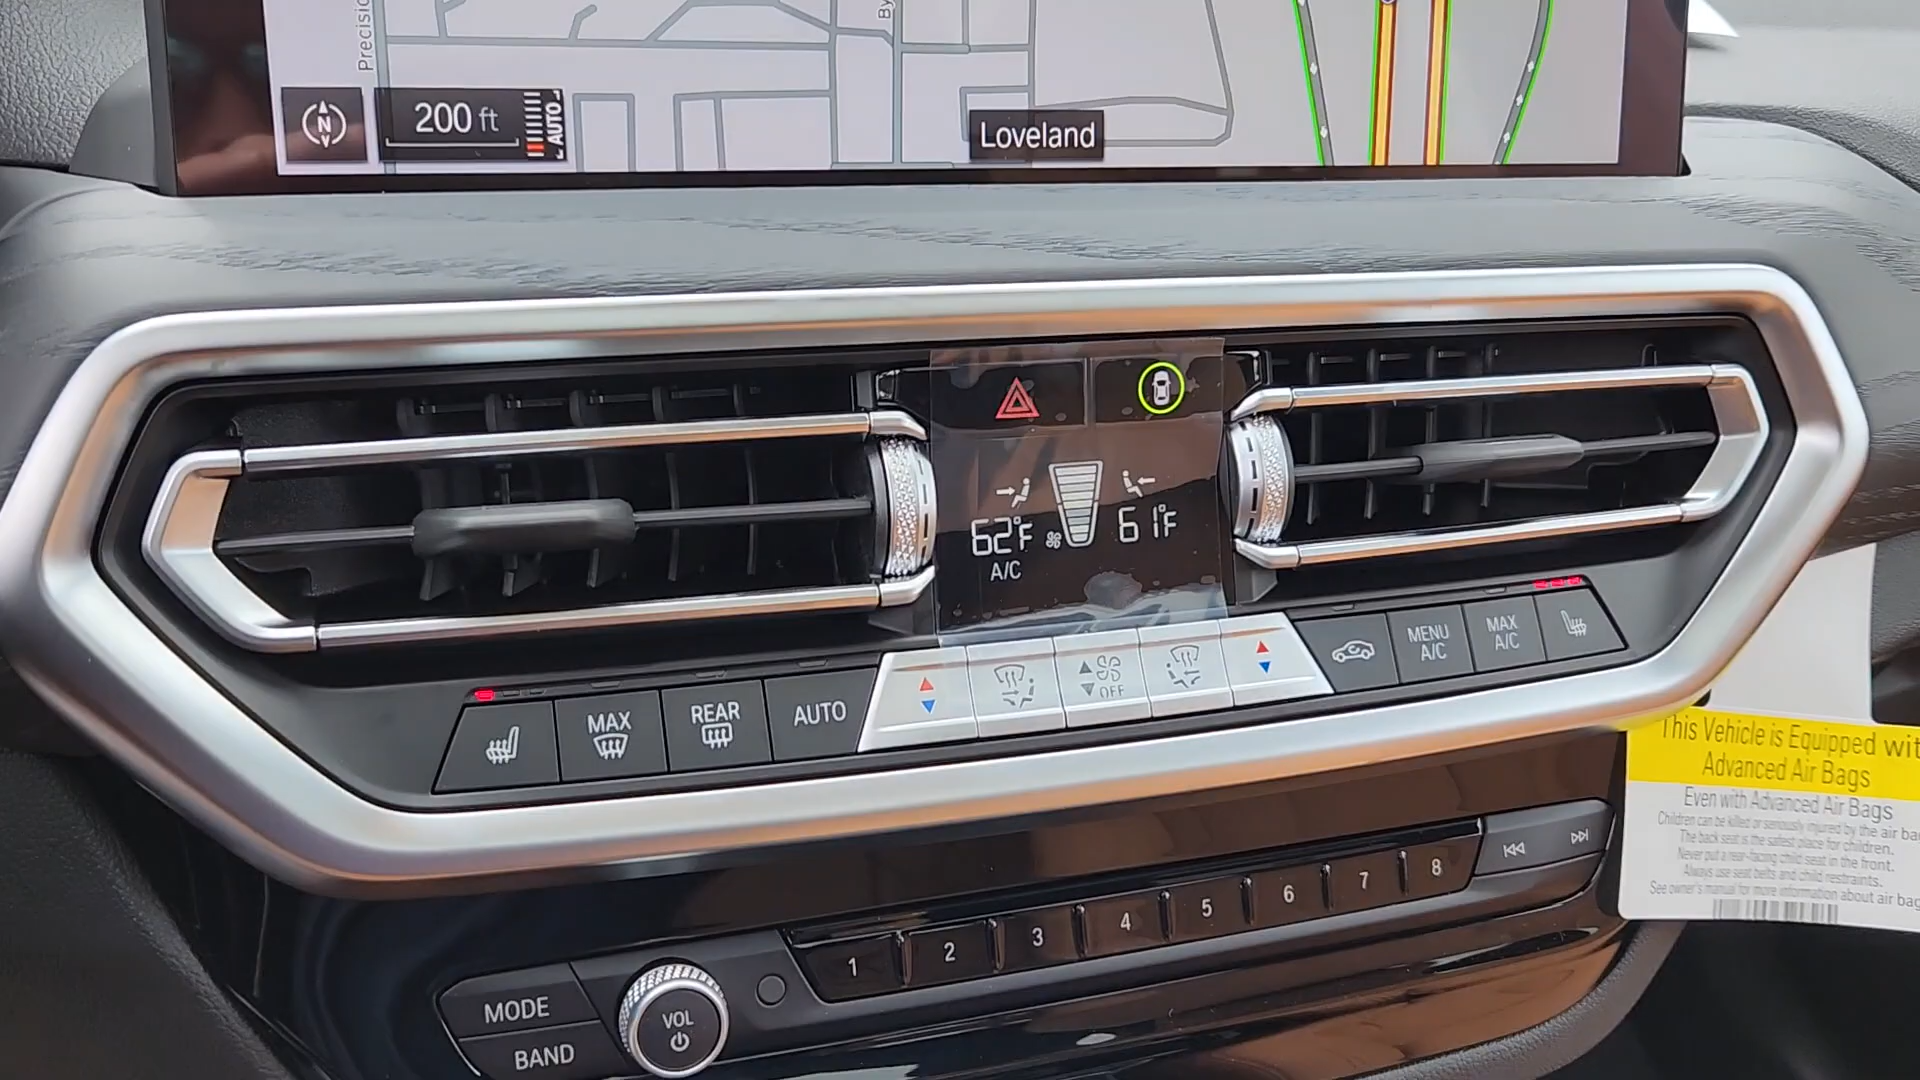 Precisio
By
N
200 ft
AUTO
Loveland
62°F
61°F
A/C
MAX
REAR
AUTO
OFF
MENU
A/C
MAX
A/C
This Vehicle is Equipped wit
Advanced Air Bags
Even with Advanced Air Bags
Children can be killed or seriously injured by the air ba
The back seat is the safest place for children.
Never put a rear-facing child seat in the front.
Always use seat belts and child restraints.
See owner's manual for more information about air bag
1 2 3 4 5 6 7 8
MODE
VOL
BAND